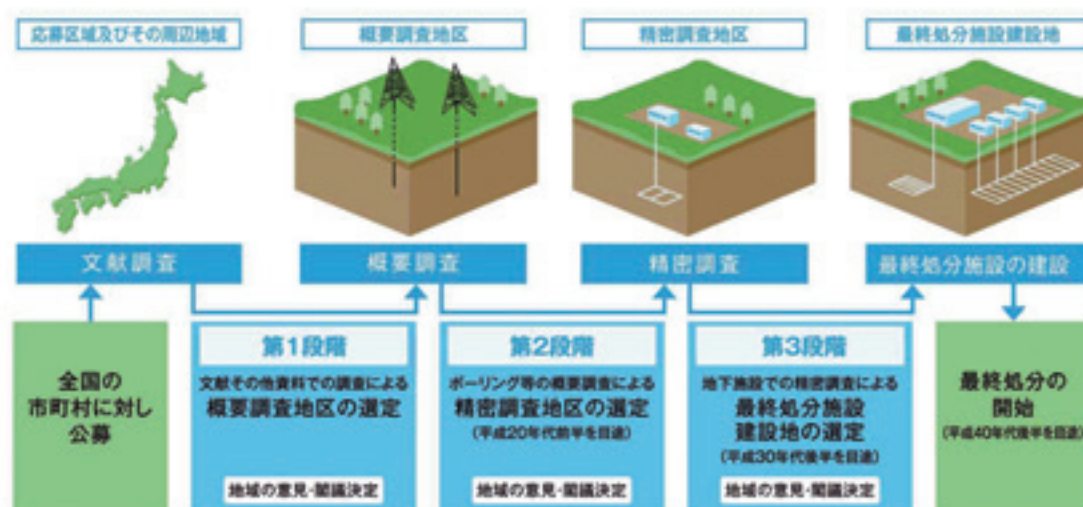 応募区域及びその周辺地域
概要調査地区
精密調査地区
最終処分施設建設地
文献調査
概要調査
精密調査
最終処分施設の建設
全国の
市町村に対し
公募
第1段階
文献その他資料での調査による
概要調査地区の選定
地域の意見・閣議決定
第2段階
ボーリング等の概要調査による
精密調査地区の選定
(平成20年代前半を目途)
地域の意見・閣議決定
第3段階
地下施設での精密調査による
最終処分施設
建設地の選定
(平成30年代後半を目途)
地域の意見・閣議決定
最終処分の
開始
(平成40年代後半を目途)